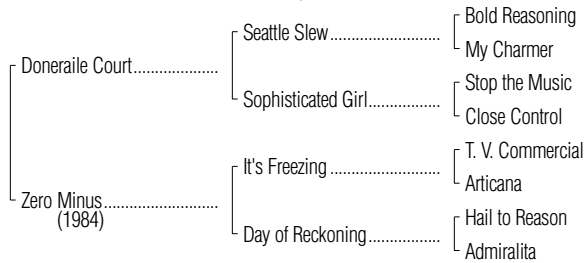 Bold Reasoning
Seattle Slew.....................
My Charmer
Doneraile Court..................
Stop the Music
Sophisticated Girl...............
Close Control
T. V. Commercial
It's Freezing .....................
Articana
Zero Minus........................
(1984)
Hail to Reason
Day of Reckoning................
Admiralita